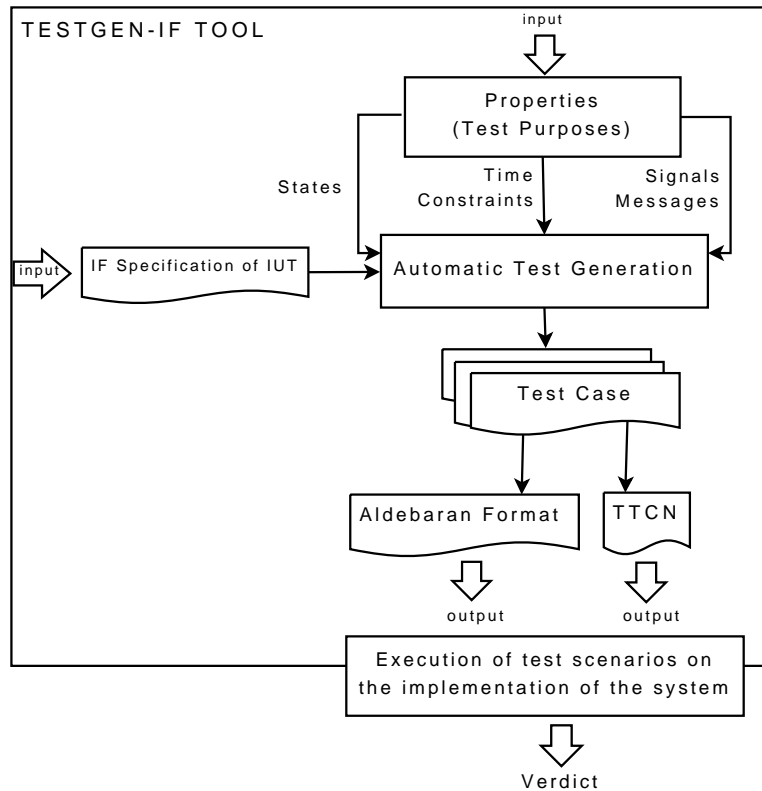 input
TESTGEN-IF TOOL
Properties
(Test Purposes)
States
Time
Constraints
Signals
Messages
input
IF Specification of IUT
Automatic Test Generation
Test Case
Aldebaran Format
TTCN
output
output
Execution of test scenarios on
the implementation of the system
Verdict